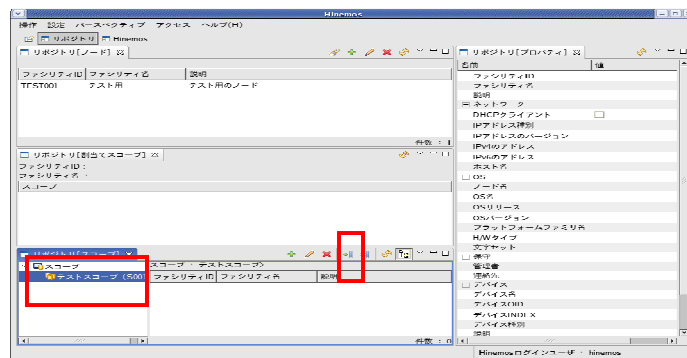 Hinemos
操作 設定 パースペクティブ アクセス ヘルプ(H)
リポジトリ Hinemos
リポジトリ[ノード]
ファシリティID ファシリティ名 説明
TEST001 テスト用 テスト用のノード
件数 : 1
リポジトリ[割当てスコープ]
ファシリティID :
ファシリティ名 :
スコープ
リポジトリ[スコープ]
スコープ
テストスコープ (S001
スコープ : テストスコープ>
ファシリティID ファシリティ名 説明
件数 : 0
リポジトリ[プロパティ]
名前 値
ファシリティID
ファシリティ名
説明
ネットワーク
DHCPクライアント
IPアドレス種別
IPアドレスのバージョン
IPv4のアドレス
IPv6のアドレス
ホスト名
OS
ノード名
OS名
OSリリース
OSバージョン
プラットフォームファミリ名
H/Wタイプ
文字セット
保守
管理者
連絡先
デバイス
デバイス名
デバイスOID
デバイスINDEX
デバイス種別
説明
Hinemosログインユーザ : hinemos